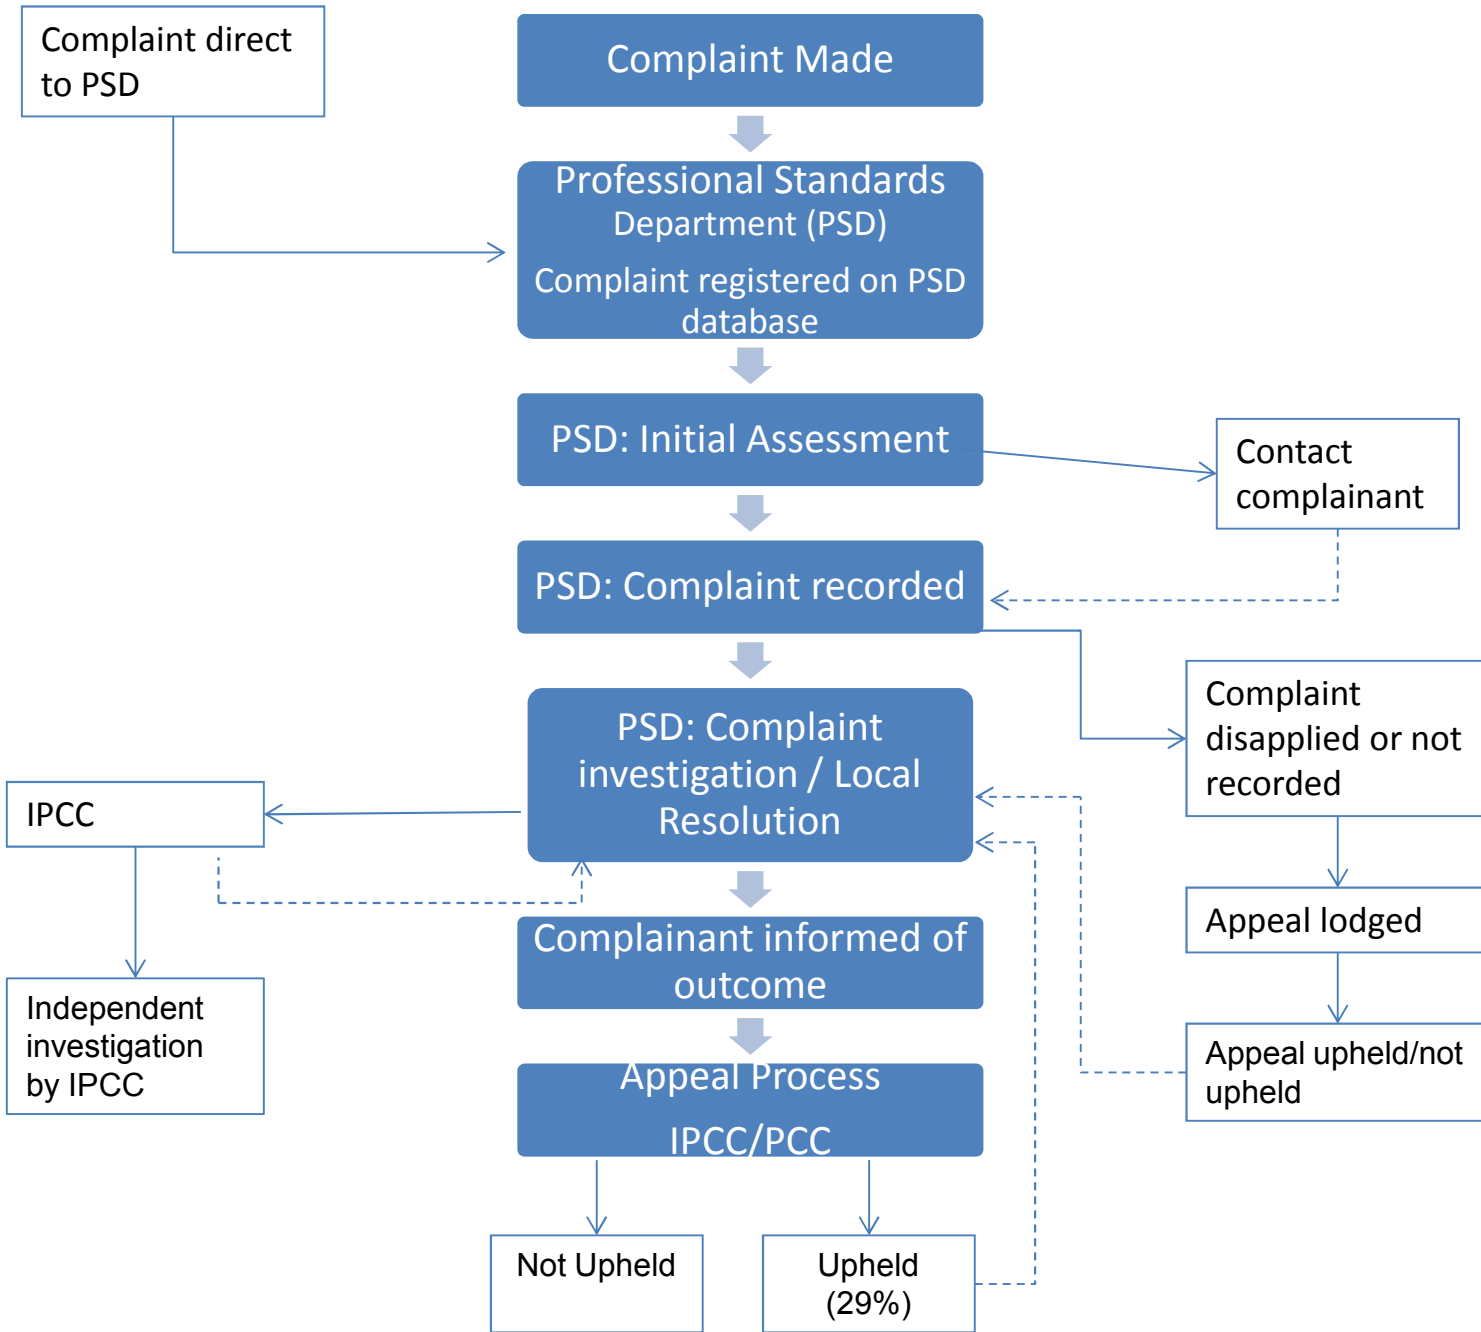 Complaint direct
to PSD
Complaint Made
Professional Standards
Department (PSD)
Complaint registered on PSD
database
PSD: Initial Assessment
Contact
complainant
PSD: Complaint recorded
Complaint
disapplied or not
recorded
PSD: Complaint
investigation / Local
Resolution
IPCC
Appeal lodged
Complainant informed of
outcome
Independent
investigation
by IPCC
Appeal upheld/not
upheld
Appeal Process
IPCC/PCC
Not Upheld
Upheld
(29%)